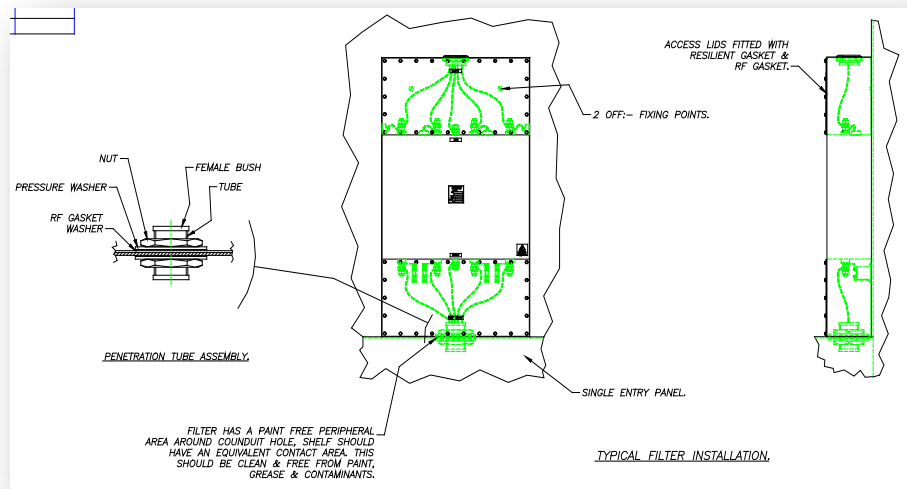 ACCESS LIDS FITTED WITH
RESILIENT GASKET &
RF GASKET.
2 OFF:- FIXING POINTS.
NUT
FEMALE BUSH
PRESSURE WASHER
TUBE
RF GASKET
WASHER
PENETRATION TUBE ASSEMBLY.
SINGLE ENTRY PANEL.
FILTER HAS A PAINT FREE PERIPHERAL
AREA AROUND COUNDUIT HOLE, SHELF SHOULD
HAVE AN EQUIVALENT CONTACT AREA. THIS
SHOULD BE CLEAN & FREE FROM PAINT,
GREASE & CONTAMINANTS.
TYPICAL FILTER INSTALLATION.